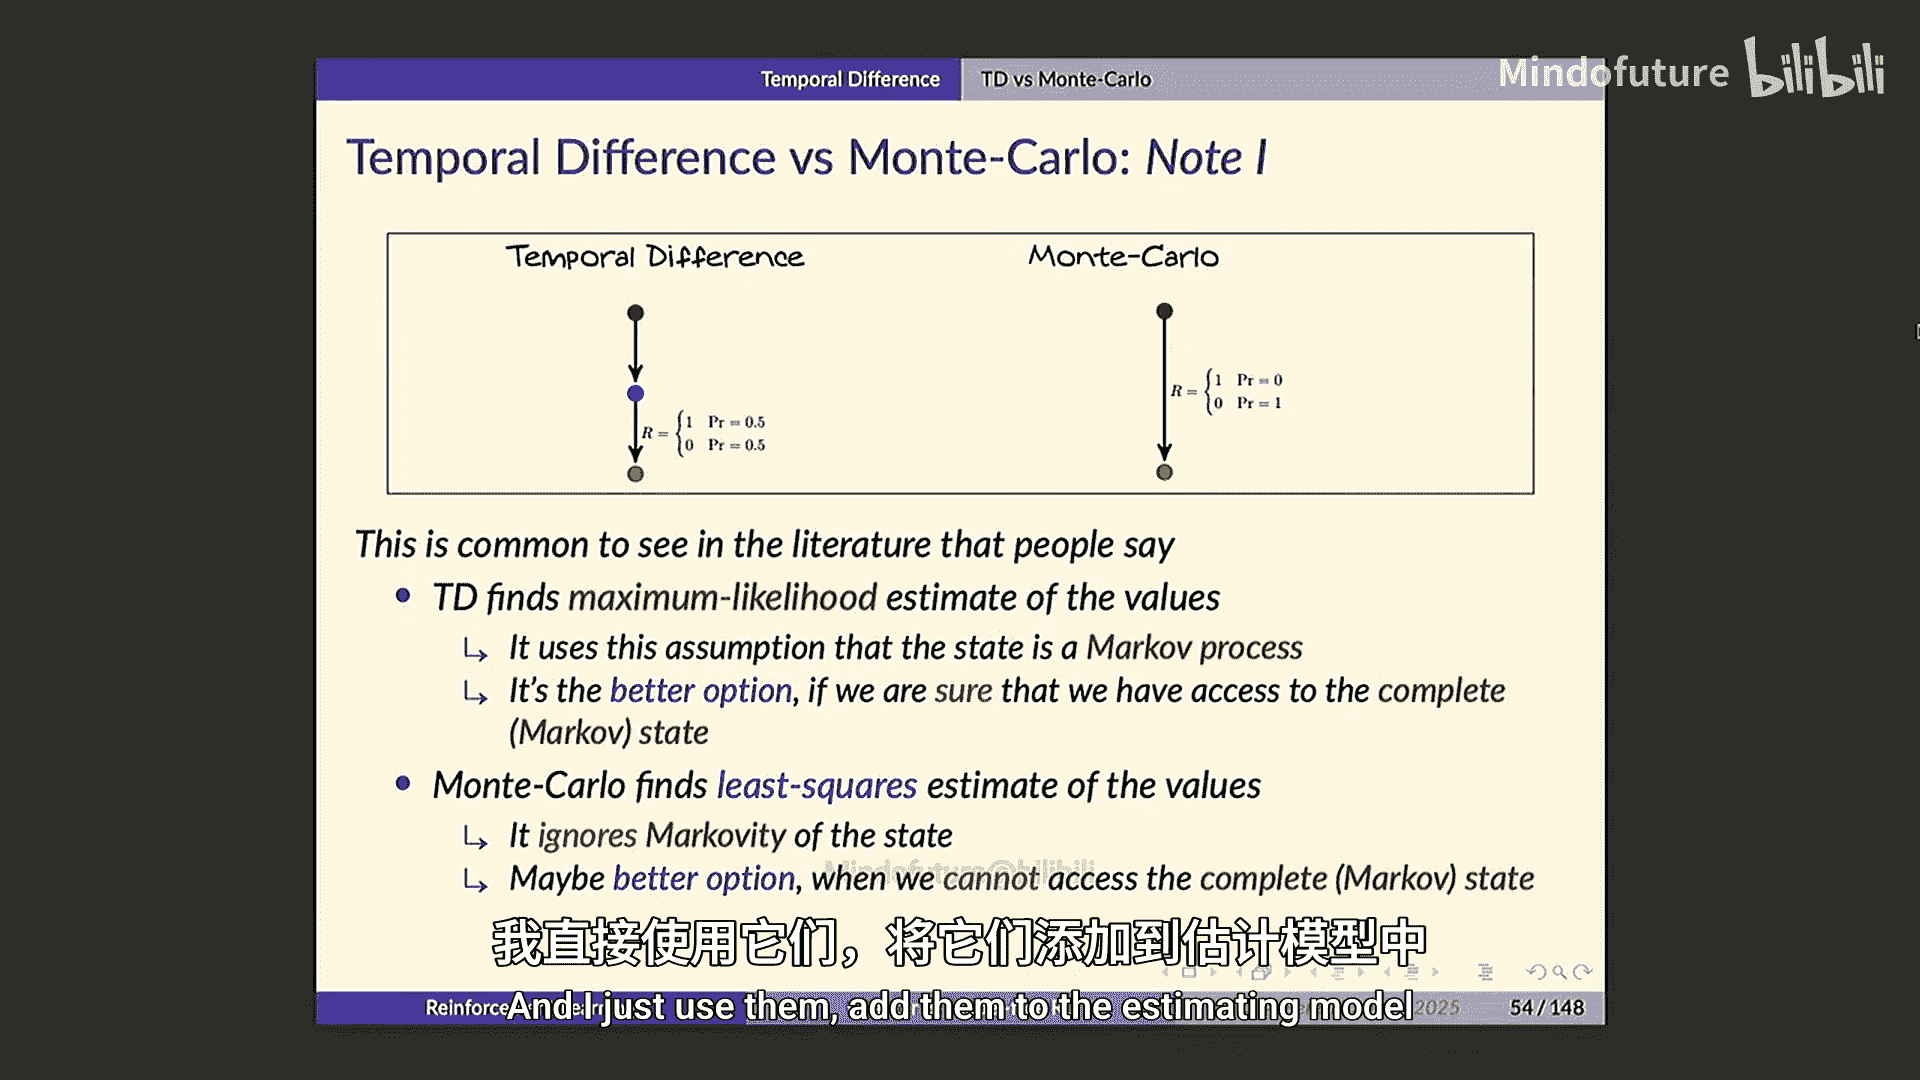 Temporal Difference
TD vs Monte-Carlo
Mindofuture bilibili
Temporal Difference vs Monte-Carlo: Note I
Temporal Difference
Monte-Carlo
R = { 1 Pr = 0.5
0 Pr = 0.5
R = { 1 Pr = 0
0 Pr = 1
This is common to see in the literature that people say
• TD finds maximum-likelihood estimate of the values
↳ It uses this assumption that the state is a Markov process
↳ It's the better option, if we are sure that we have access to the complete
(Markov) state
• Monte-Carlo finds least-squares estimate of the values
↳ It ignores Markovity of the state
↳ Maybe better option, when we cannot access the complete (Markov) state
Mindofuture@bilibili
我直接使用它们，将它们添加到估计模型中
And I just use them, add them to the estimating model
2025
54 / 148